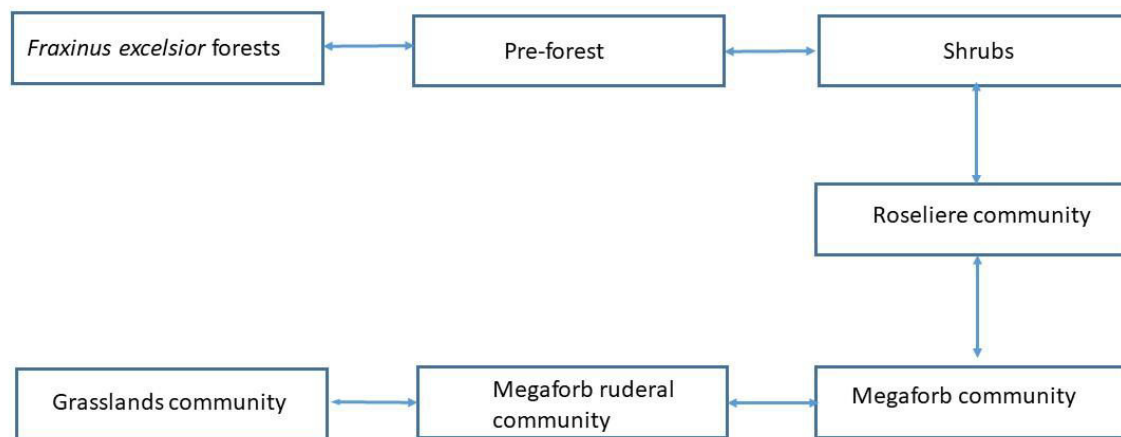 Fraxinus excelsior forests
Pre-forest
Shrubs
Roseliere community
Megaforb community
Megaforb ruderal
community
Grasslands community